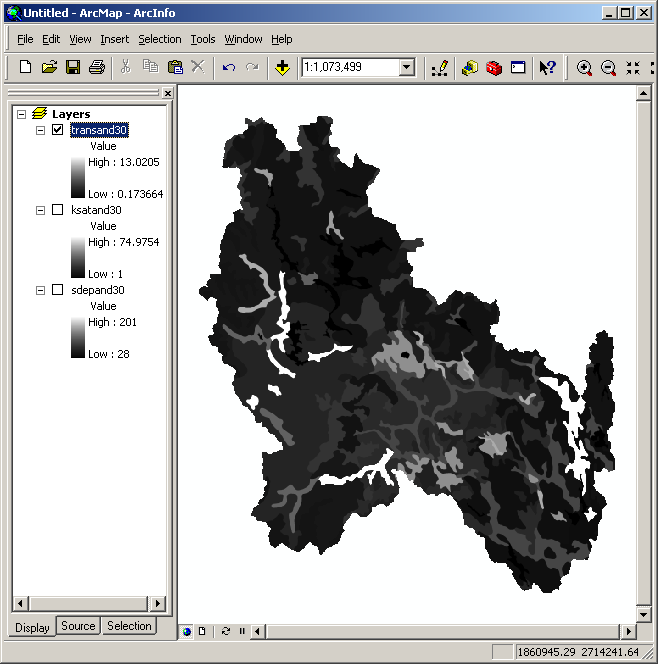 Untitled - ArcMap - ArcInfo
File Edit View Insert Selection Tools Window Help
1:1,073,499
Layers
transand30
Value
High : 13.0205
Low : 0.173664
ksatand30
Value
High : 74.9754
Low : 1
sdepand30
Value
High : 201
Low : 28
Display Source Selection
1860945.29 2714241.64